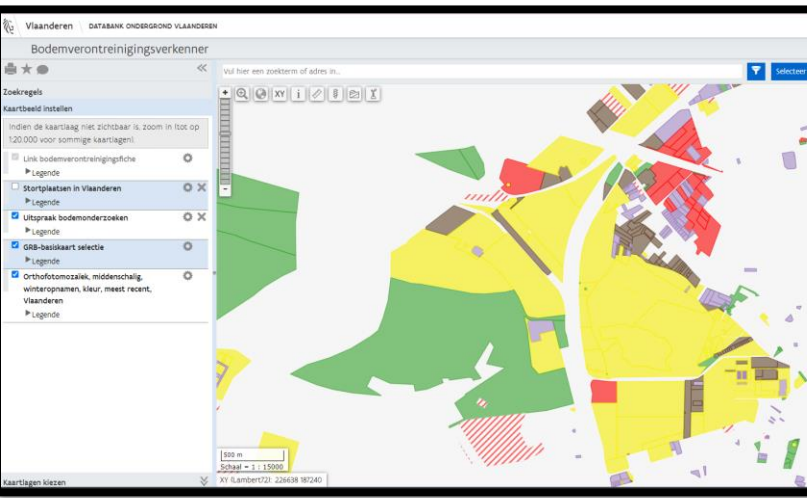 Vlaanderen DATABANK ONDERGROND VLAANDEREN
Bodemverontreinigingsverkenner
Vul hier een zoekterm of adres in...
Selecteer
Zoekregels
Kaartbeeld instellen
Indien de kaartlaag niet zichtbaar is, zoom in (tot op
1:20.000 voor sommige kaartlagen)
Link bodemverontreinigingsfiche
Legende
Stortplaatsen in Vlaanderen
Legende
Uitspraak bodemonderzoeken
Legende
GRB-basiskaart selectie
Legende
Orthofotomozaïek, middenschalig,
winteropnamen, kleur, meest recent,
Vlaanderen
Legende
Kaartlagen kiezen
XY
i
500 m
Schaal = 1 : 15000
XY (Lambert72): 226638 187240